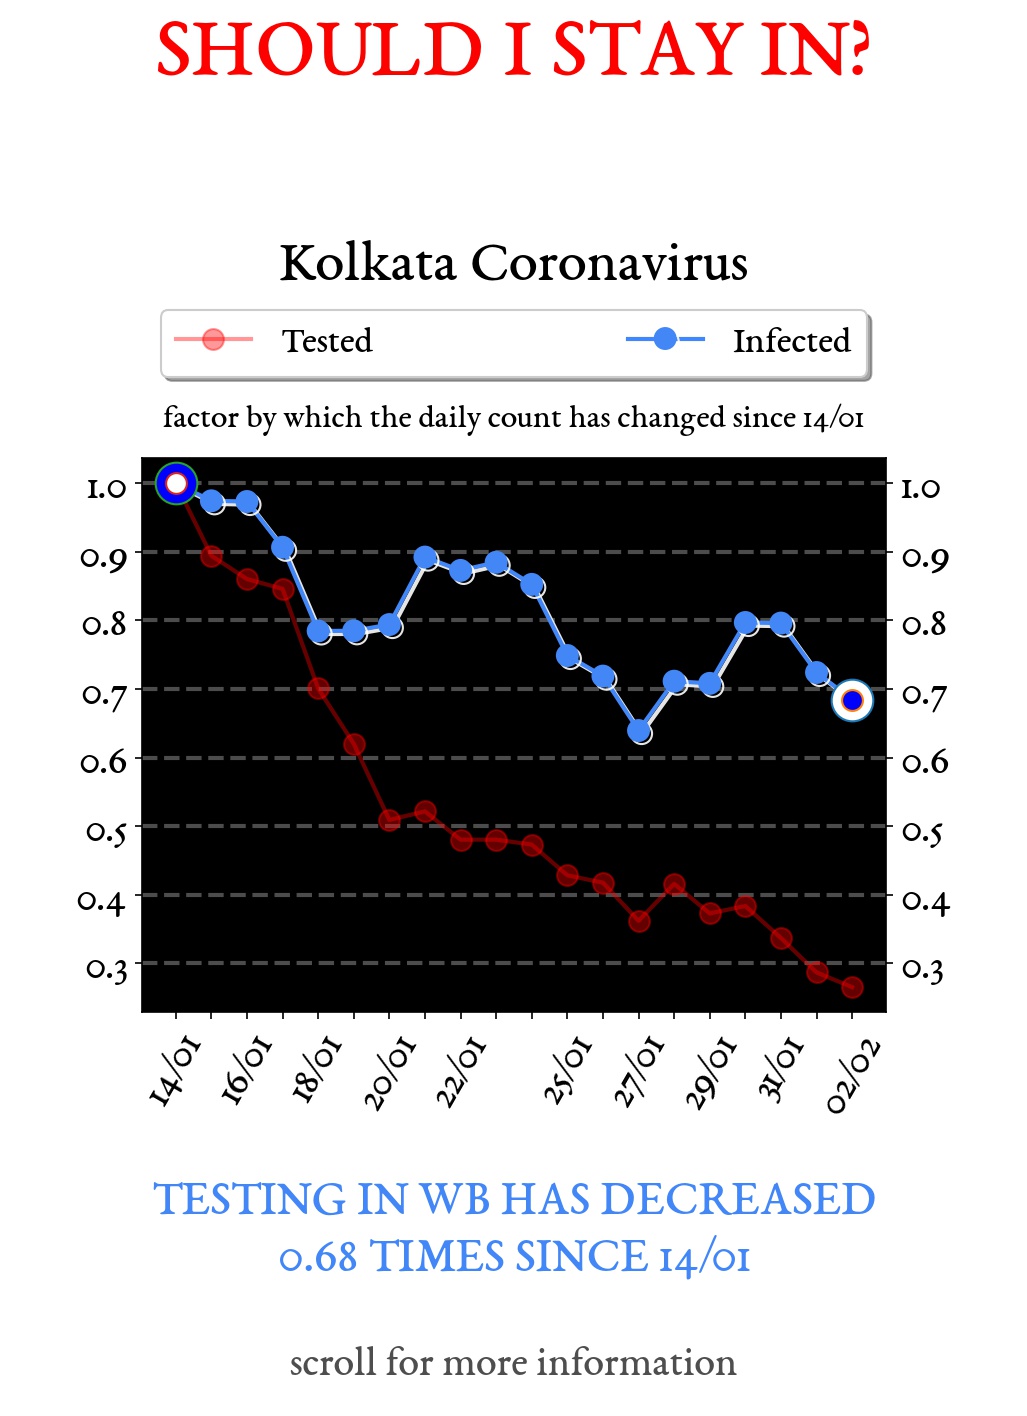 SHOULD I STAY IN?
Kolkata Coronavirus
Tested Infected
factor by which the daily count has changed since 14/01
1.0 1.0
0.9 0.9
0.8 0.8
0.7 0.7
0.6 0.6
0.5 0.5
0.4 0.4
0.3 0.3
14/01 16/01 18/01 20/01 22/01 25/01 27/01 29/01 31/01 02/02
TESTING IN WB HAS DECREASED
0.68 TIMES SINCE 14/01
scroll for more information